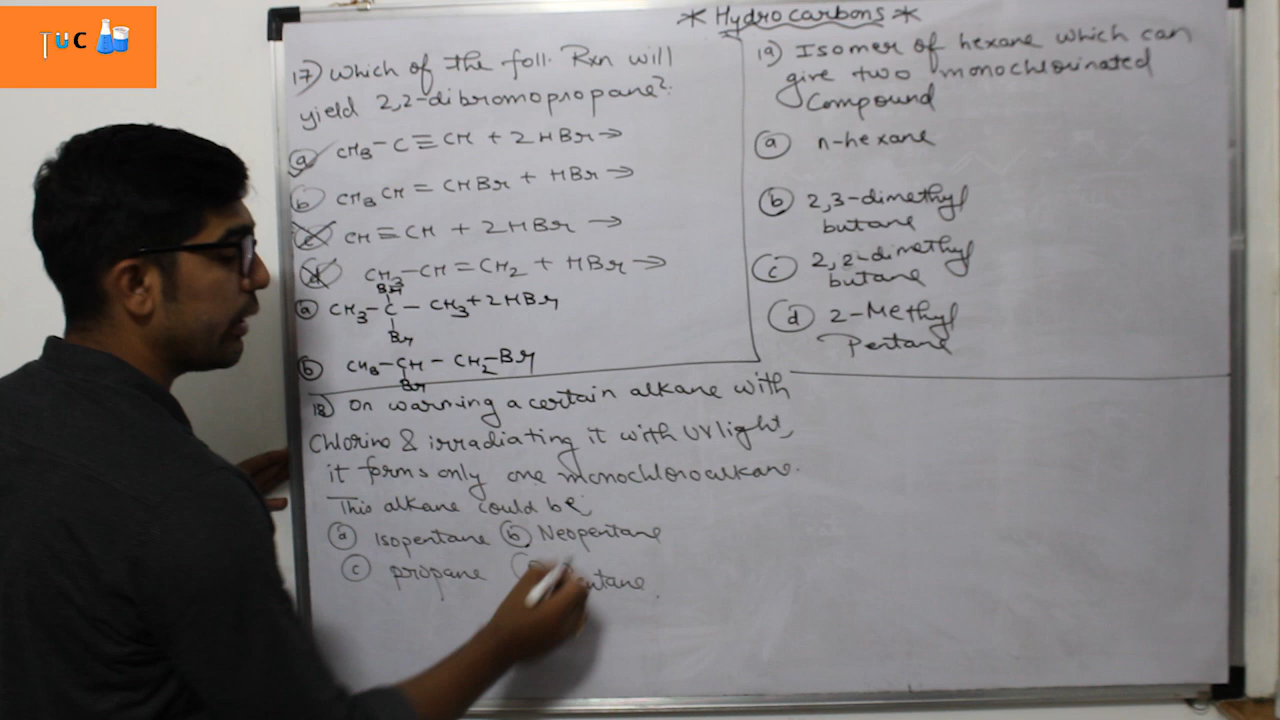 TUC
* Hydrocarbons *
17) Which of the foll. Rxn will
yield 2,2-dibromopropane?
(a) CH3-C≡CH + 2HBr →
(b) CH3CH=CHBr + HBr →
(c) CH≡CH + 2HBr →
(d) CH3-CH=CH2 + HBr →
Br
(a) CH3-C-CH3+2HBr
Br
(b) CH3-CH-CH2-Br
Br
18) On warming a certain alkane with
Chlorine & irradiating it with UV light,
it forms only one monochloroalkane.
This alkane could be
(a) Isopentane (b) Neopentane
(c) propane
19) Isomer of hexane which can
give two monochlorinated
Compound
(a) n-hexane
(b) 2,3-dimethyl
butane
(c) 2,2-dimethyl
butane
(d) 2-Methyl
Pentane